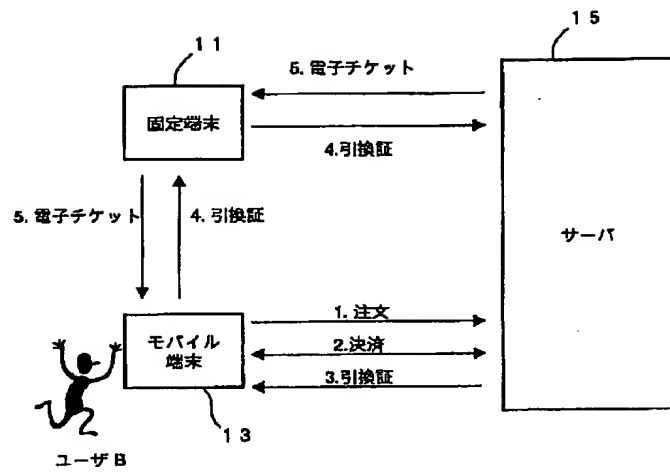 11
15
5. 電子チケット
固定端末
4.引換証
5. 電子チケット
4. 引換証
サーバ
1. 注文
モバイル
端末
2.決済
3.引換証
13
ユーザ B